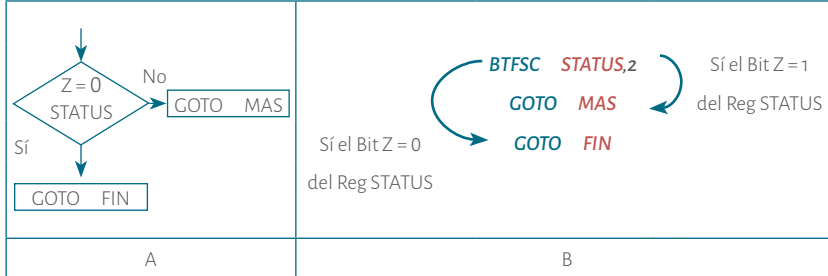 Z = 0
STATUS
No
GOTO MAS
Sí
GOTO FIN
A
BTFSC STATUS,2
GOTO MAS
GOTO FIN
Sí el Bit Z = 1
del Reg STATUS
Sí el Bit Z = 0
del Reg STATUS
B